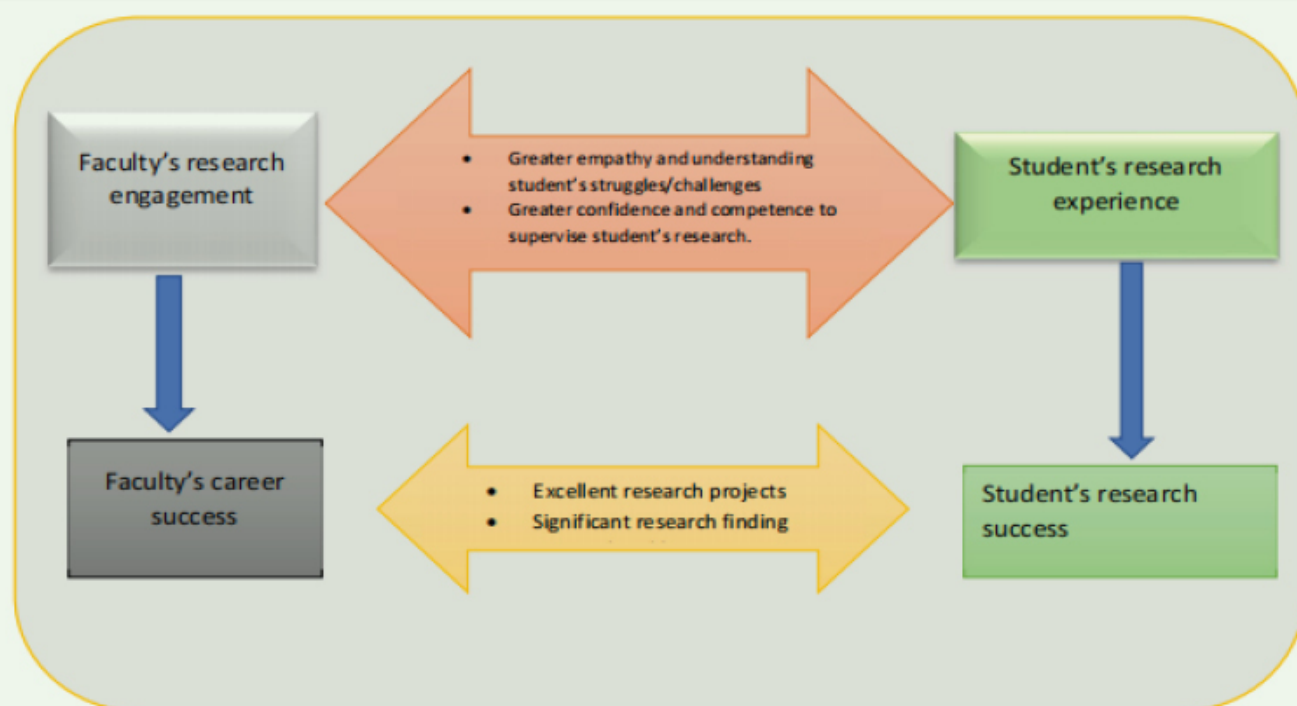 Faculty’s research
engagement
• Greater empathy and understanding
student’s struggles/challenges
• Greater confidence and competence to
supervise student’s research.
Student’s research
experience
Faculty’s career
success
• Excellent research projects
• Significant research finding
Student’s research
success